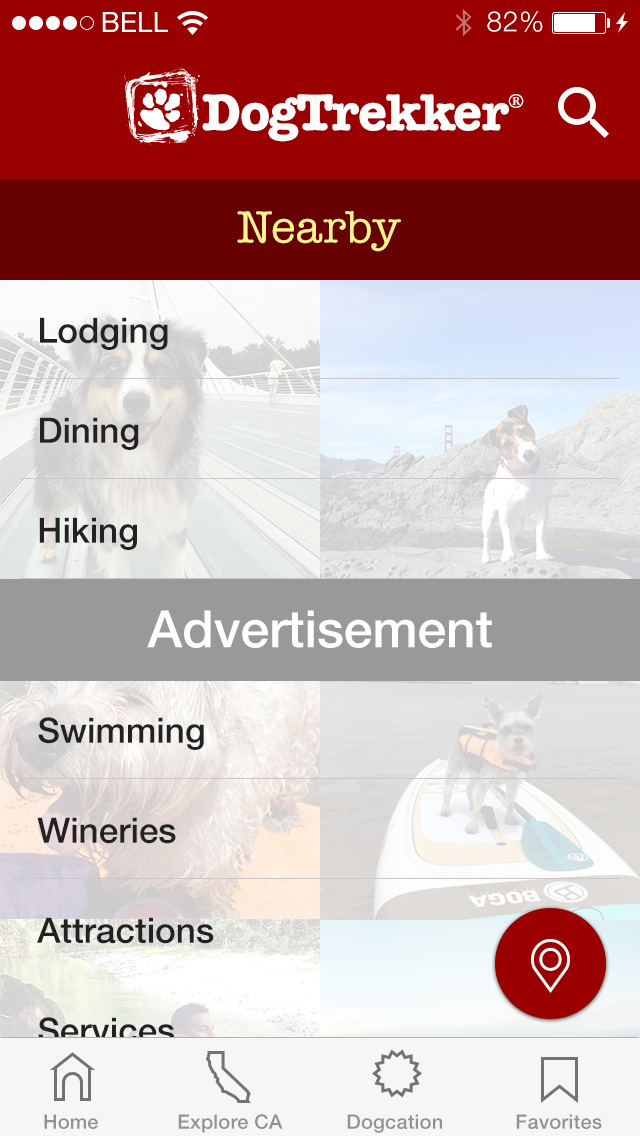 BELL 82%
DogTrekker®
Nearby
Lodging
Dining
Hiking
Advertisement
Swimming
Wineries
BOGA
Attractions
Services
Home Explore CA Dogcation Favorites